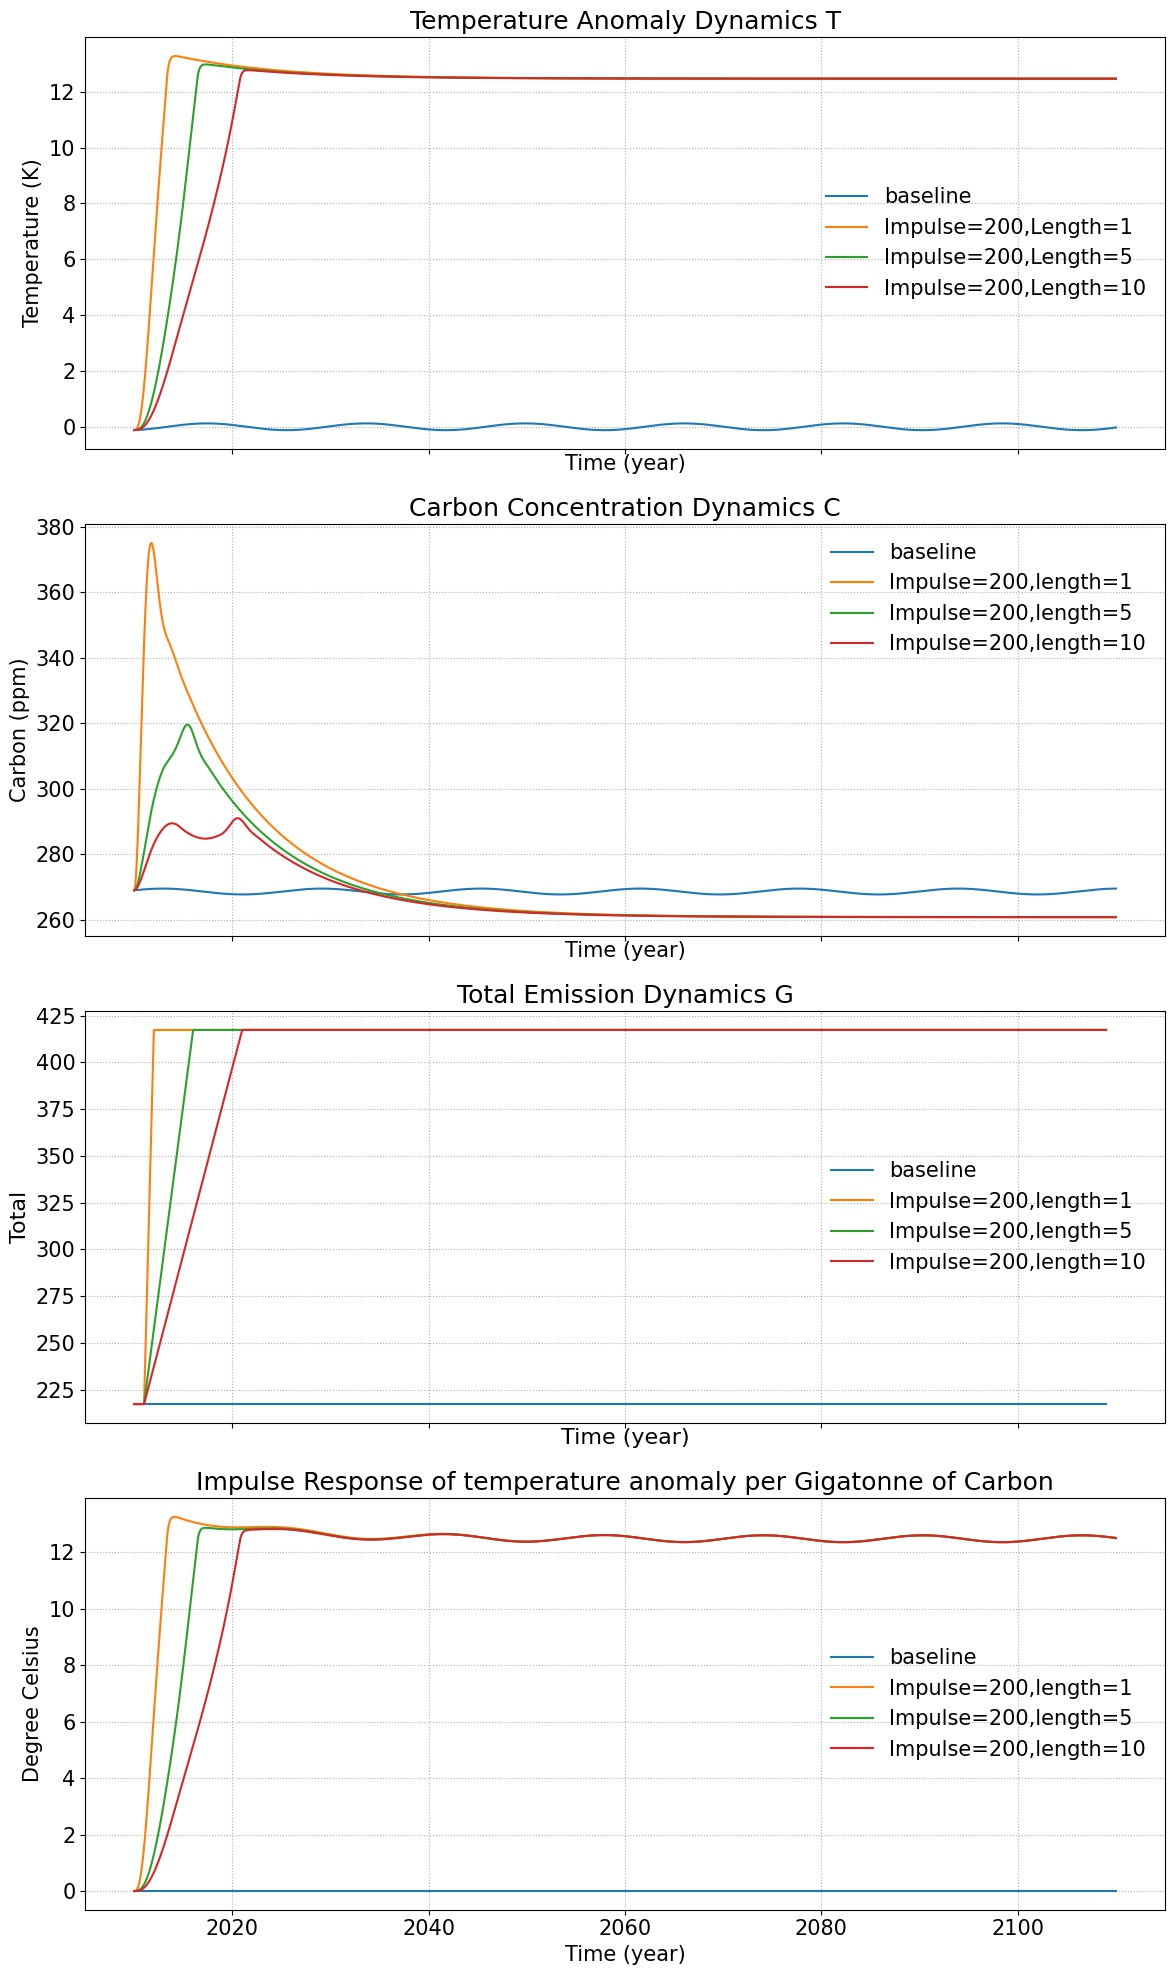 Temperature Anomaly Dynamics T
12
10
8
6
4
2
0
Temperature (K)
baseline
Impulse=200,Length=1
Impulse=200,Length=5
Impulse=200,Length=10
Time (year)
Carbon Concentration Dynamics C
380
360
340
320
300
280
260
Carbon (ppm)
baseline
Impulse=200,length=1
Impulse=200,length=5
Impulse=200,length=10
Time (year)
Total Emission Dynamics G
425
400
375
350
325
300
275
250
225
Total
baseline
Impulse=200,length=1
Impulse=200,length=5
Impulse=200,length=10
Time (year)
Impulse Response of temperature anomaly per Gigatonne of Carbon
12
10
8
6
4
2
0
Degree Celsius
baseline
Impulse=200,length=1
Impulse=200,length=5
Impulse=200,length=10
2020 2040 2060 2080 2100
Time (year)